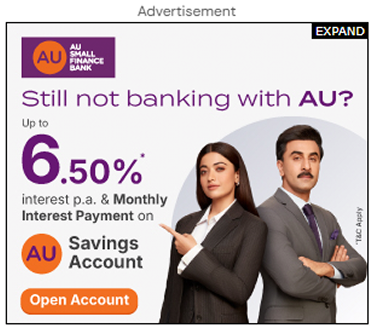 Advertisement
EXPAND
AU
AU
SMALL
FINANCE
BANK
Still not banking with AU?
Up to
6.50%*
interest p.a. & Monthly
Interest Payment on
AU
Savings
Account
Open Account
*T&C Apply